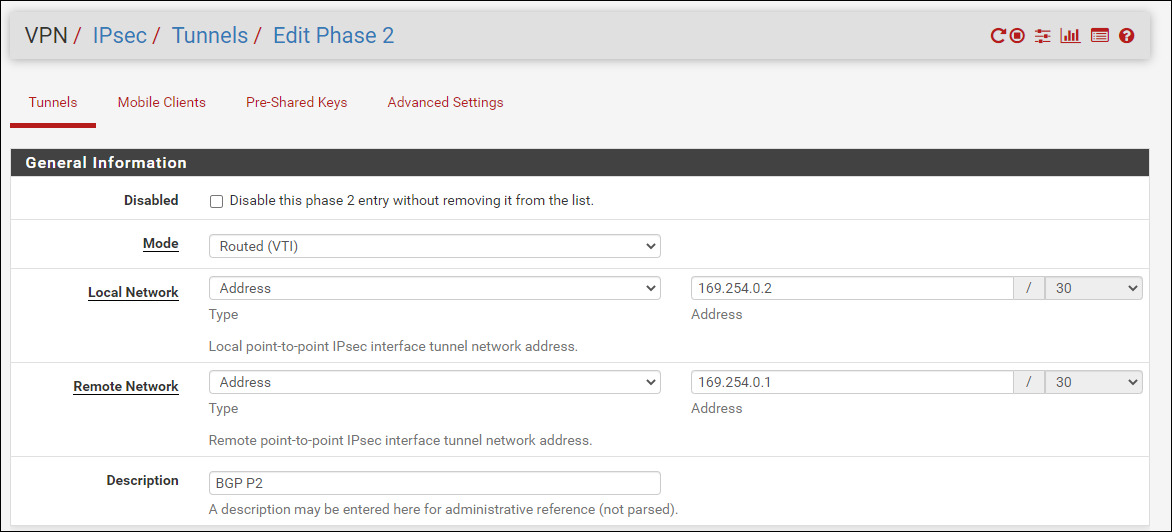 VPN / IPsec / Tunnels / Edit Phase 2
Tunnels Mobile Clients Pre-Shared Keys Advanced Settings
General Information
Disabled Disable this phase 2 entry without removing it from the list.
Mode Routed (VTI)
Local Network Address 169.254.0.2 / 30
Type Address
Local point-to-point IPsec interface tunnel network address.
Remote Network Address 169.254.0.1 / 30
Type Address
Remote point-to-point IPsec interface tunnel network address.
Description BGP P2
A description may be entered here for administrative reference (not parsed).